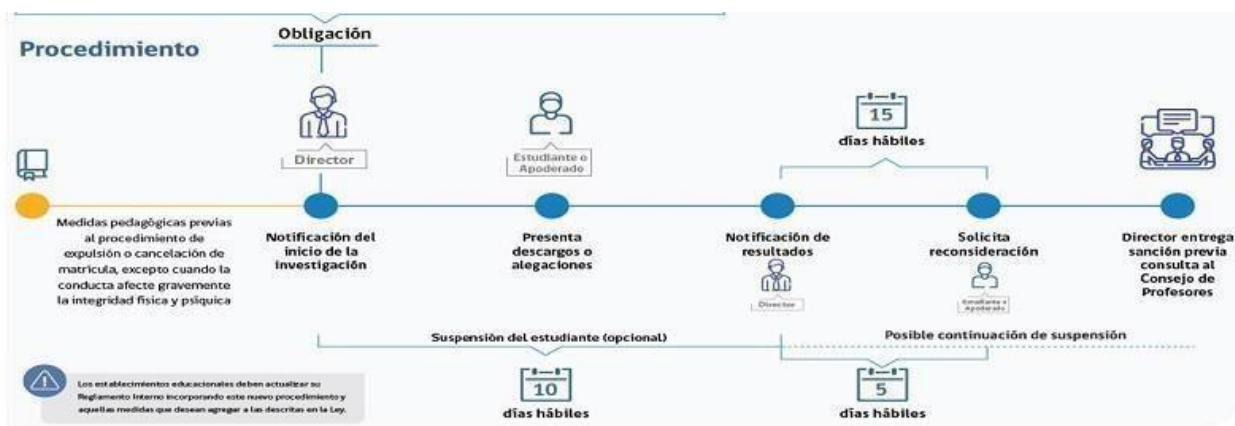 Procedimiento
Obligación
Director
Estudiante o
Apoderado
15
días hábiles
Medidas pedagógicas previas
al procedimiento de
expulsión o cancelación de
matrícula, excepto cuando la
conducta afecte gravemente
la integridad física y psíquica
Notificación del
inicio de la
investigación
Presenta
descargos o
alegaciones
Notificación de
resultados
Director
Solicita
reconsideración
Estudiante o
Apoderado
Director entrega
sanción previa
consulta al
Consejo de
Profesores
Suspensión del estudiante (opcional)
Posible continuación de suspensión
10
días hábiles
5
días hábiles
Los establecimientos educacionales deben actualizar su
Reglamento Interno incorporando este nuevo procedimiento y
aquellas medidas que desean agregar a las descritas en la Ley.